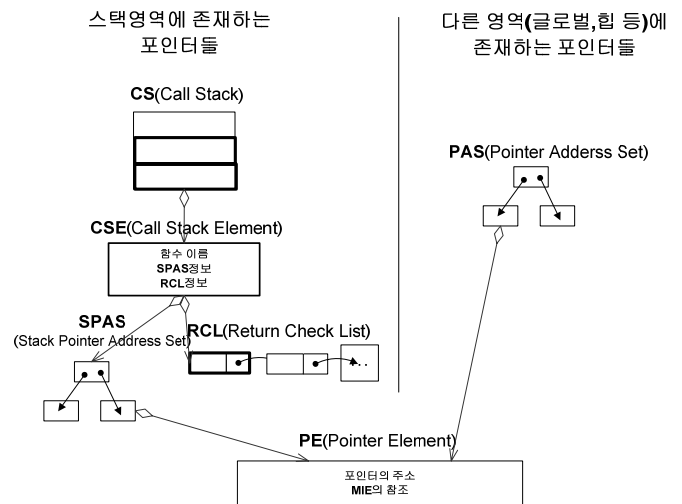 스택영역에 존재하는
포인터들
다른 영역(글로벌,힙 등)에
존재하는 포인터들
CS(Call Stack)
PAS(Pointer Adderss Set)
CSE(Call Stack Element)
함수 이름
SPAS정보
RCL정보
SPAS
(Stack Pointer Address Set)
RCL(Return Check List)
..
PE(Pointer Element)
포인터의 주소
MIE의 참조